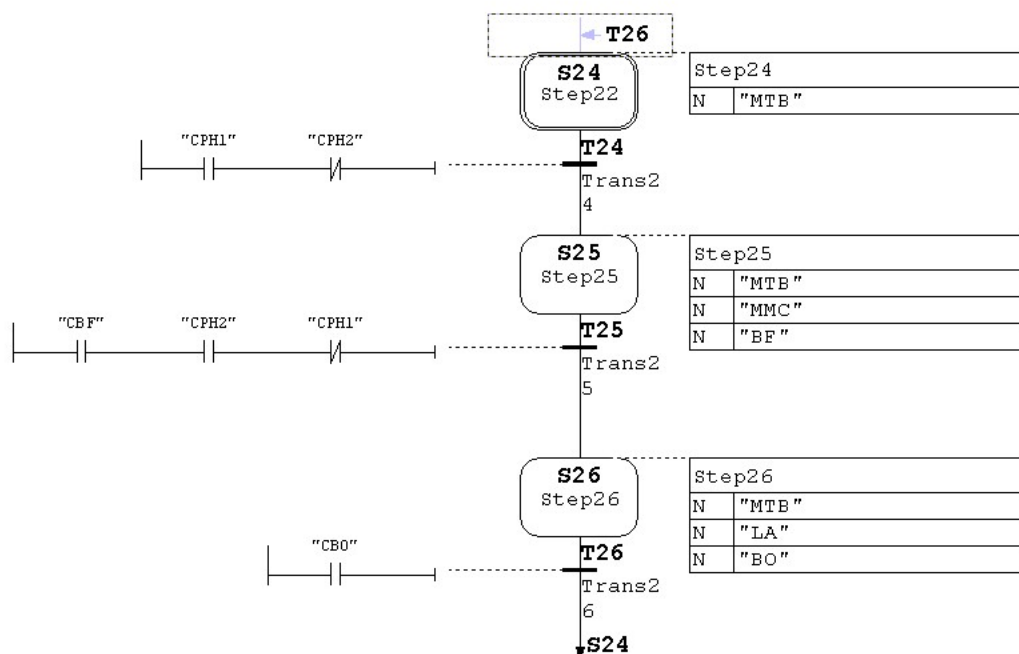 T26
S24
Step22
Step24
N "MTB"
"CPH1" "CPH2"
T24
Trans2
4
S25
Step25
Step25
N "MTB"
N "MMC"
N "BF"
"CBF" "CPH2" "CPH1"
T25
Trans2
5
S26
Step26
Step26
N "MTB"
N "LA"
N "BO"
"CBO"
T26
Trans2
6
S24